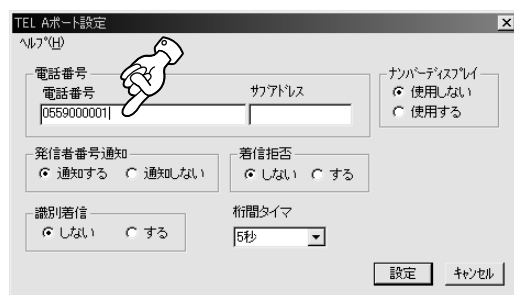 TEL Aポート設定
ﾍﾙﾌﾟ(H)
電話番号
電話番号
ｻﾌﾞｱﾄﾞﾚｽ
0559000001
ﾅﾝﾊﾞｰﾃﾞｨｽﾌﾟﾚｲ
使用しない
使用する
発信者番号通知
通知する 通知しない
着信拒否
しない する
識別着信
しない する
桁間タイマ
5秒
設定 ｷｬﾝｾﾙ